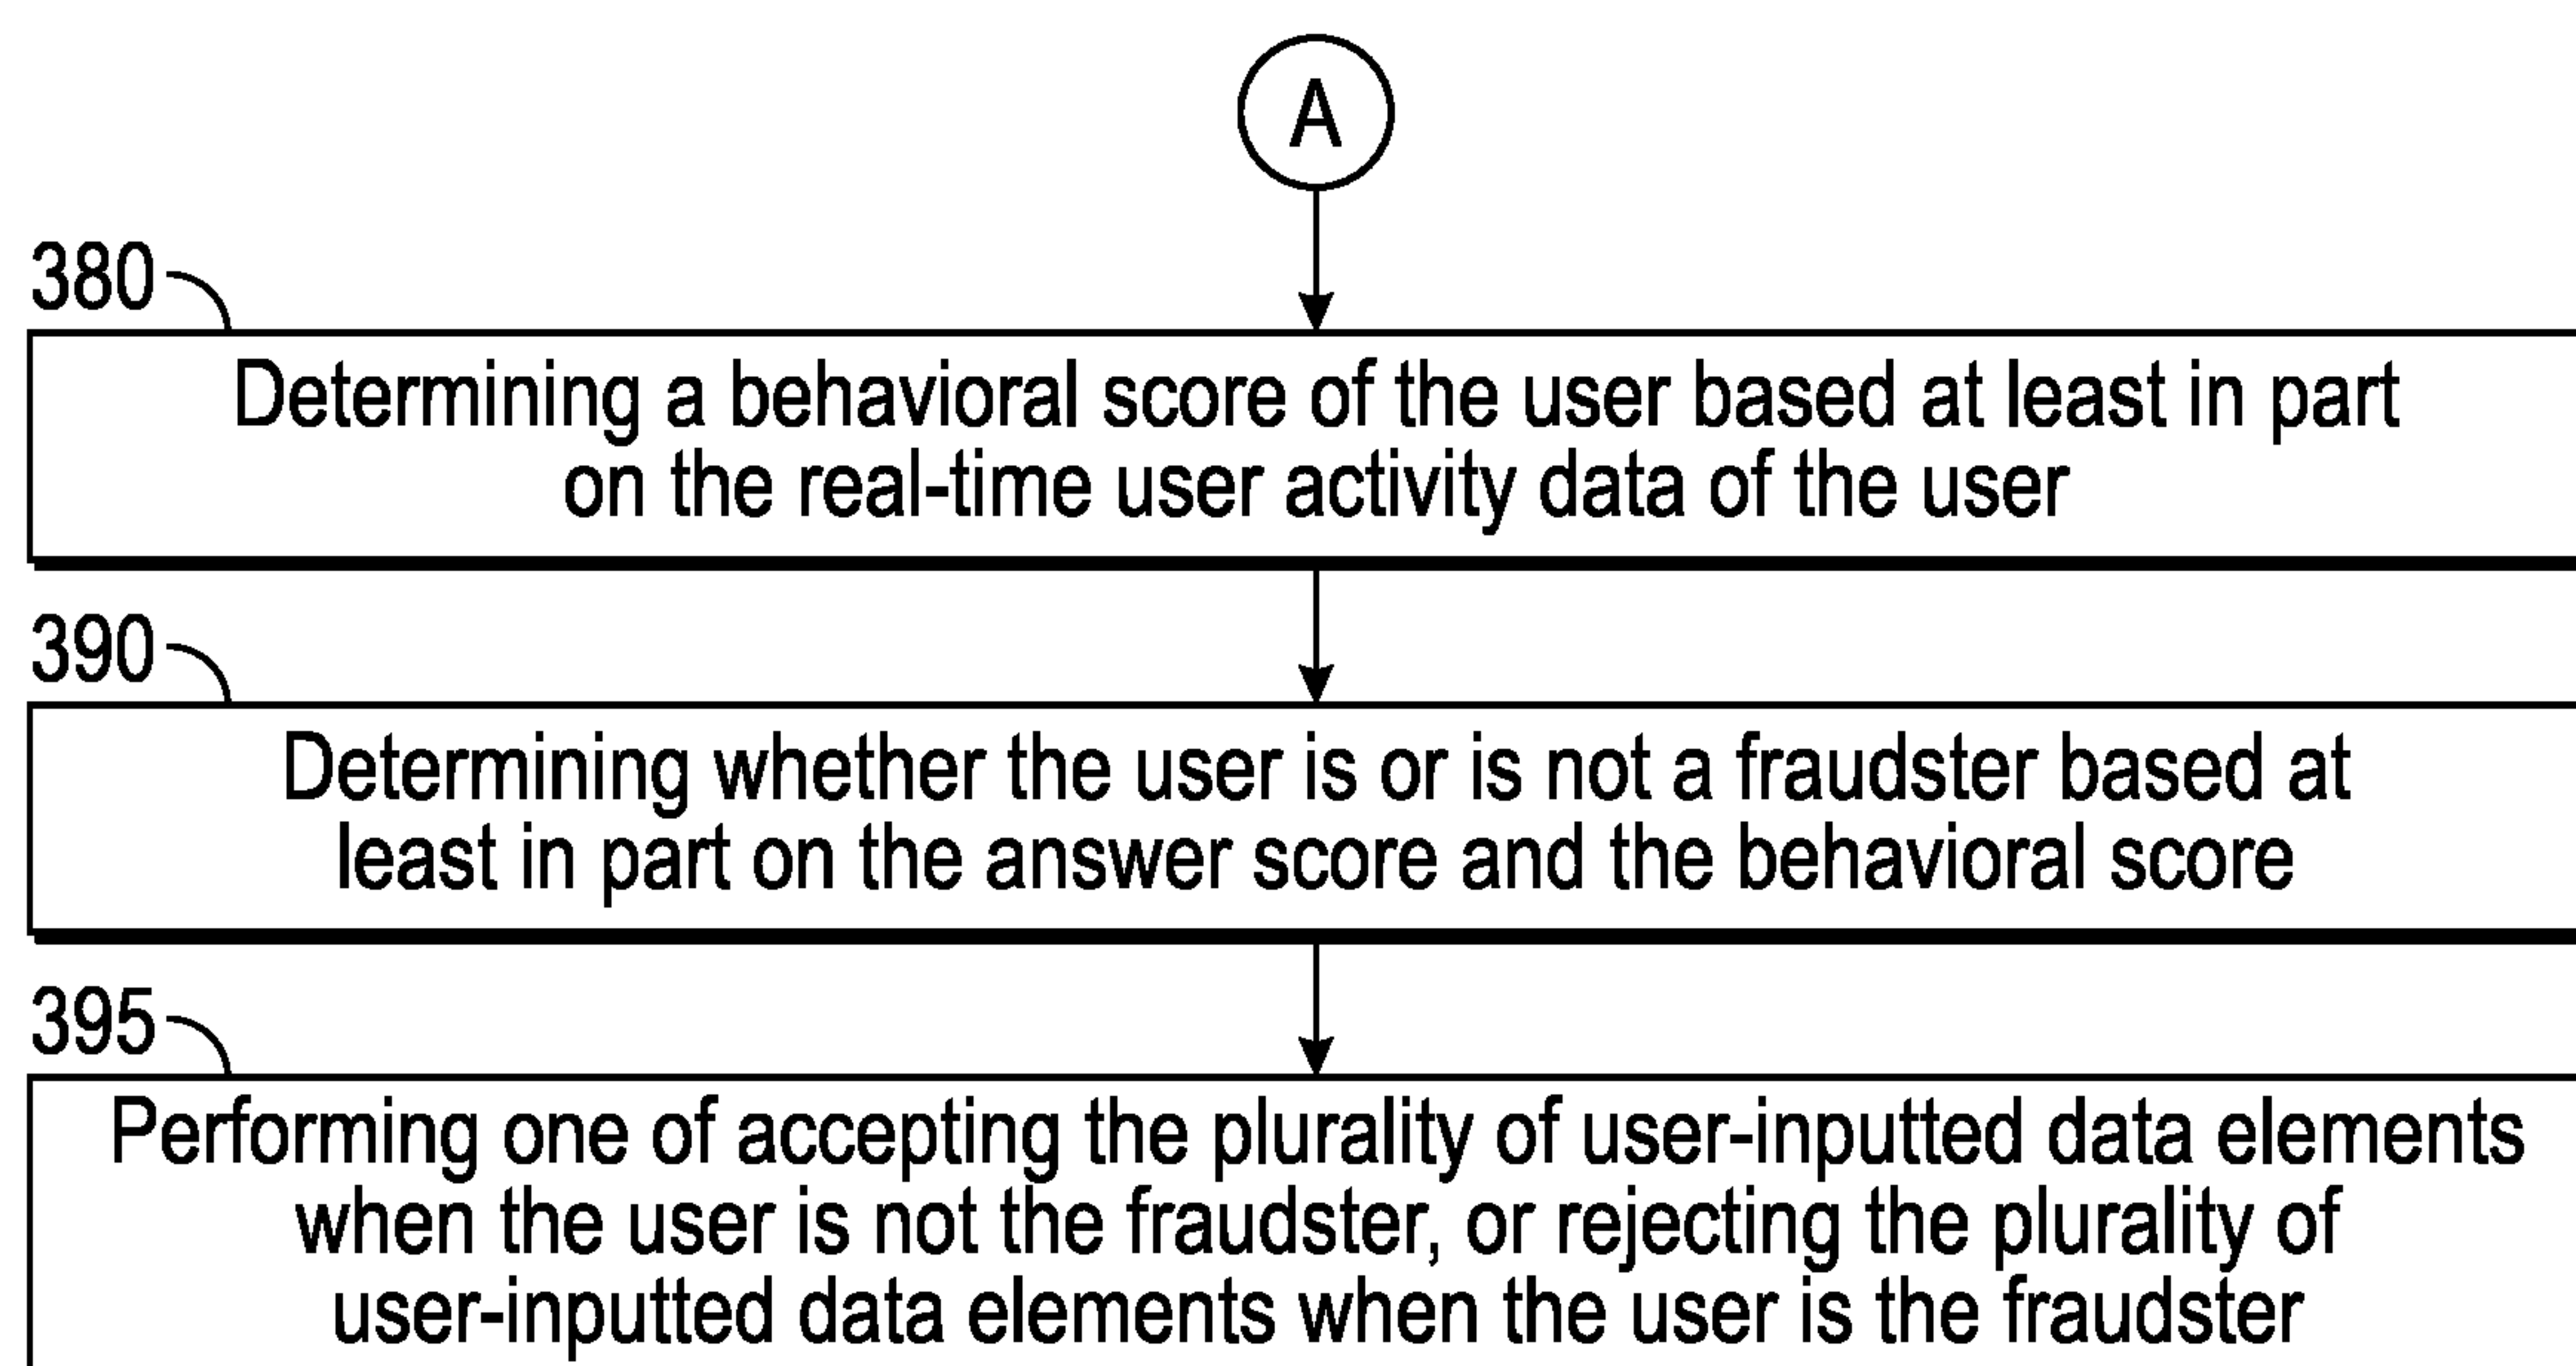 A
380
Determining a behavioral score of the user based at least in part
on the real-time user activity data of the user
390
Determining whether the user is or is not a fraudster based at
least in part on the answer score and the behavioral score
395
Performing one of accepting the plurality of user-inputted data elements
when the user is not the fraudster, or rejecting the plurality of
user-inputted data elements when the user is the fraudster